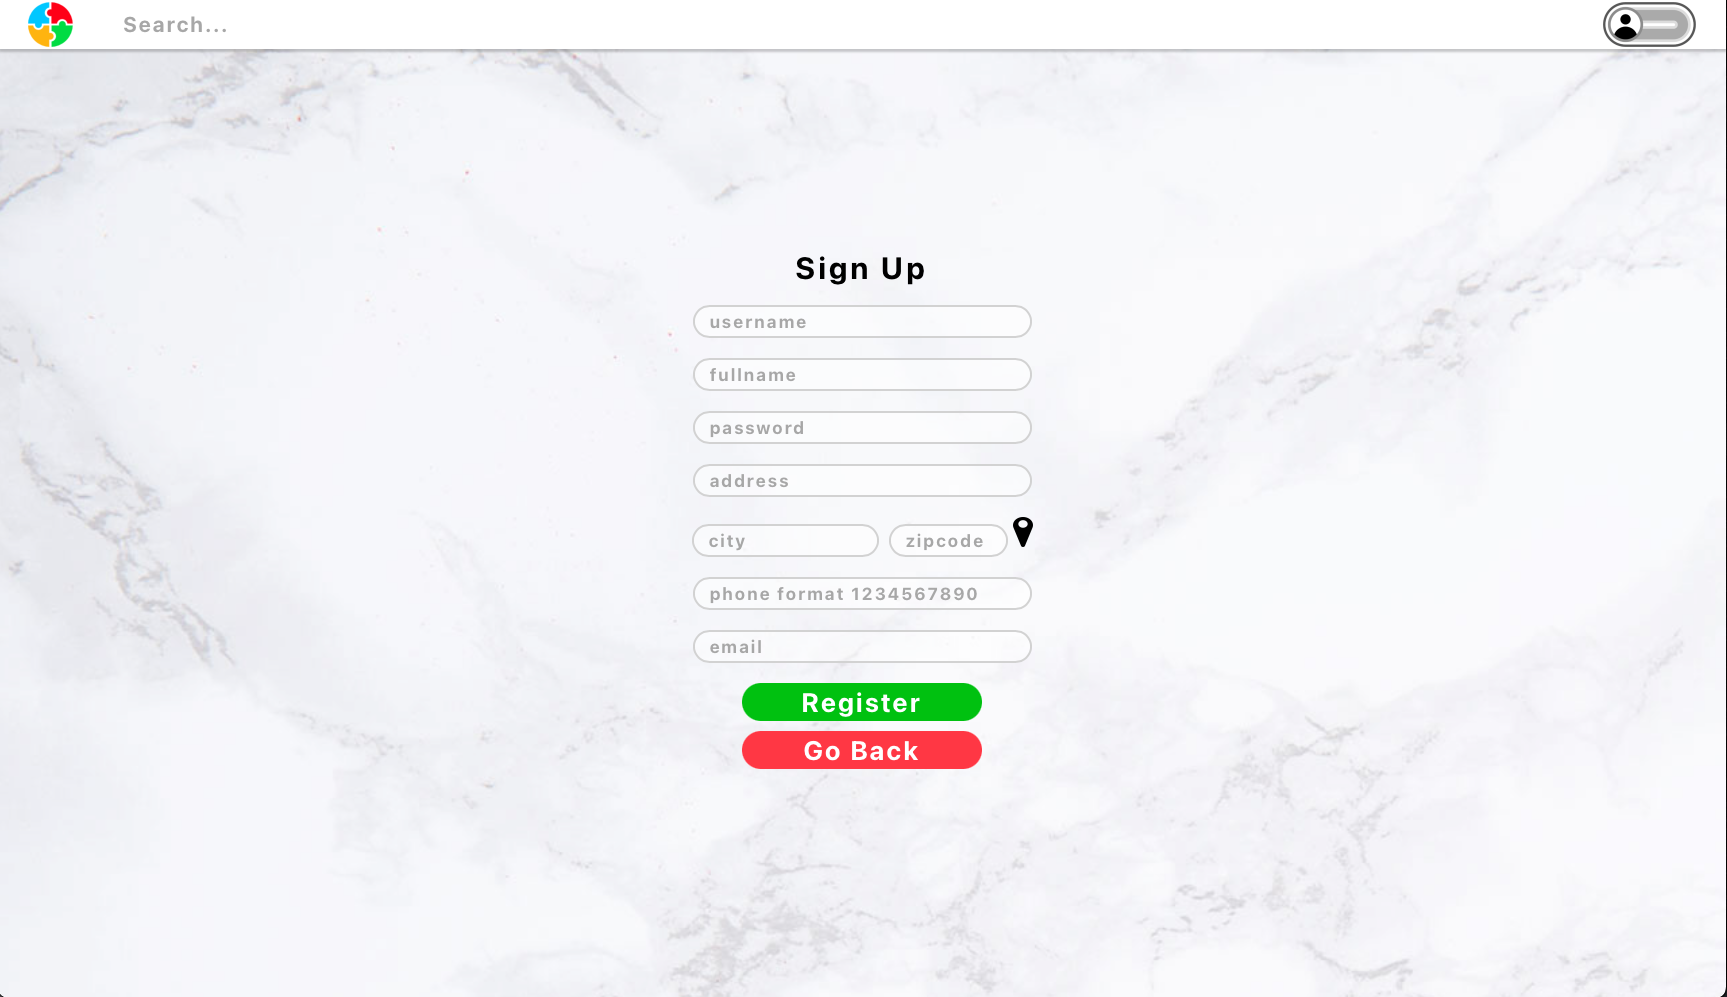 Search...
Sign Up
username
fullname
password
address
city zipcode
phone format 1234567890
email
Register
Go Back